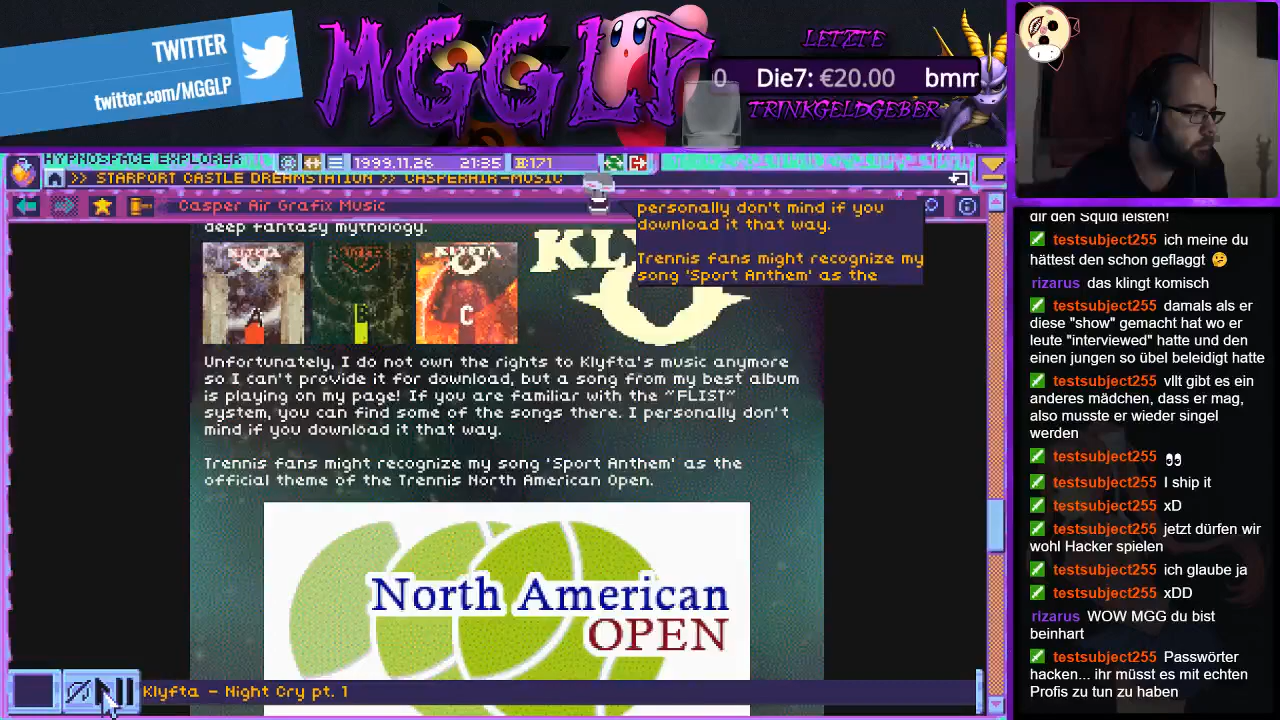 TWITTER
twitter.com/MGGLP
MGGLP
LETZTE
0 Die7: €20.00 bmm
TRINKGELDGEBER
HYPNOSPACE EXPLORER
1999.11.26 21:35 171
>> STARPORT CASTLE DREAMSTATION >> CASPERAIR-MUSIC
Casper Air Grafix Music
personally don't mind if you
download it that way.
Trennis fans might recognize my
song 'Sport Anthem' as the
deep fantasy mythology.
KLYFTA
A
B
KLYFTA
C
Unfortunately, I do not own the rights to Klyfta's music anymore
so I can't provide it for download, but a song from my best album
is playing on my page! If you are familiar with the "FLIST"
system, you can find some of the songs there. I personally don't
mind if you download it that way.
Trennis fans might recognize my song 'Sport Anthem' as the
official theme of the Trennis North American Open.
North American
OPEN
Klyfta - Night Cry pt. 1
dir den Squid leisten!
testsubject255 ich meine du
hättest den schon geflaggt
rizarus das klingt komisch
testsubject255 damals als er
diese "show" gemacht hat wo er
leute "interviewed" hatte und den
einen jungen so übel beleidigt hatte
testsubject255 vllt gibt es ein
anderes mädchen, dass er mag,
also musste er wieder singel
werden
testsubject255
testsubject255 I ship it
testsubject255 xD
testsubject255 jetzt dürfen wir
wohl Hacker spielen
testsubject255 ich glaube ja
testsubject255 xDD
rizarus WOW MGG du bist
beinhart
testsubject255 Passwörter
hacken... ihr müsst es mit echten
Profis zu tun zu haben